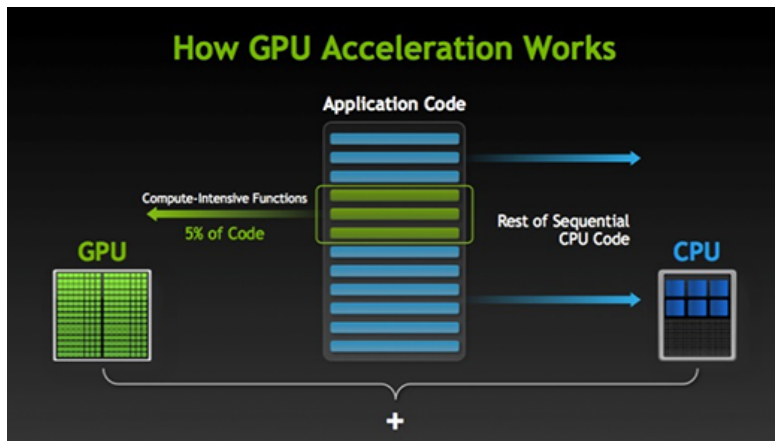 How GPU Acceleration Works
Application Code
Compute-Intensive Functions
5% of Code
GPU
Rest of Sequential
CPU Code
CPU
+